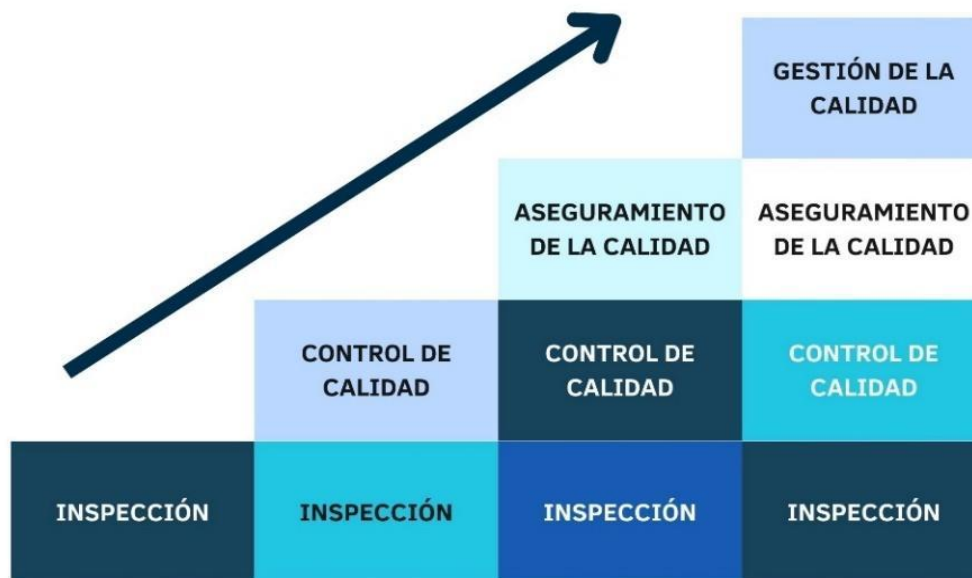 GESTIÓN DE LA
CALIDAD
ASEGURAMIENTO
DE LA CALIDAD
ASEGURAMIENTO
DE LA CALIDAD
CONTROL DE
CALIDAD
CONTROL DE
CALIDAD
CONTROL DE
CALIDAD
INSPECCIÓN
INSPECCIÓN
INSPECCIÓN
INSPECCIÓN